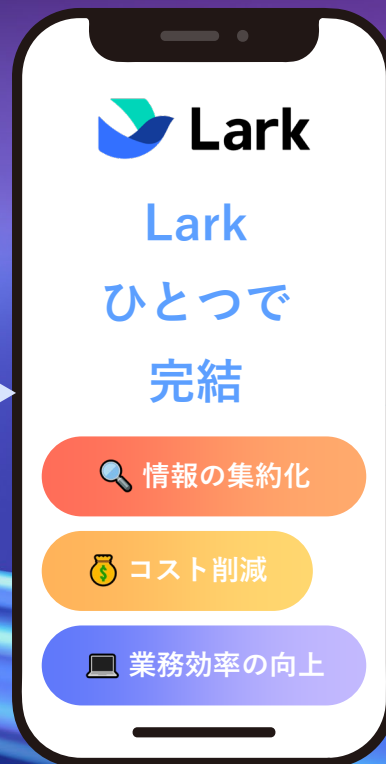 Lark
Lark
ひとつで
完結
情報の集約化
コスト削減
業務効率の向上